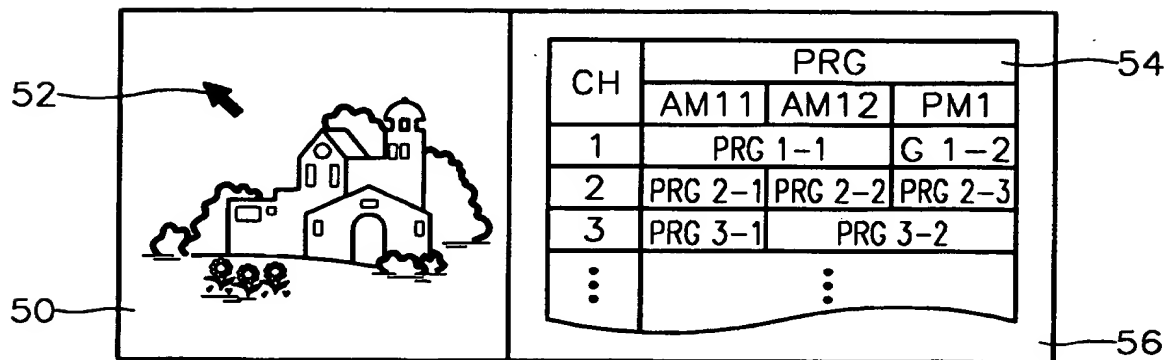 PRG
54
52
CH
AM11 AM12 PM1
1 PRG 1-1 G 1-2
2 PRG 2-1 PRG 2-2 PRG 2-3
3 PRG 3-1 PRG 3-2
50
56